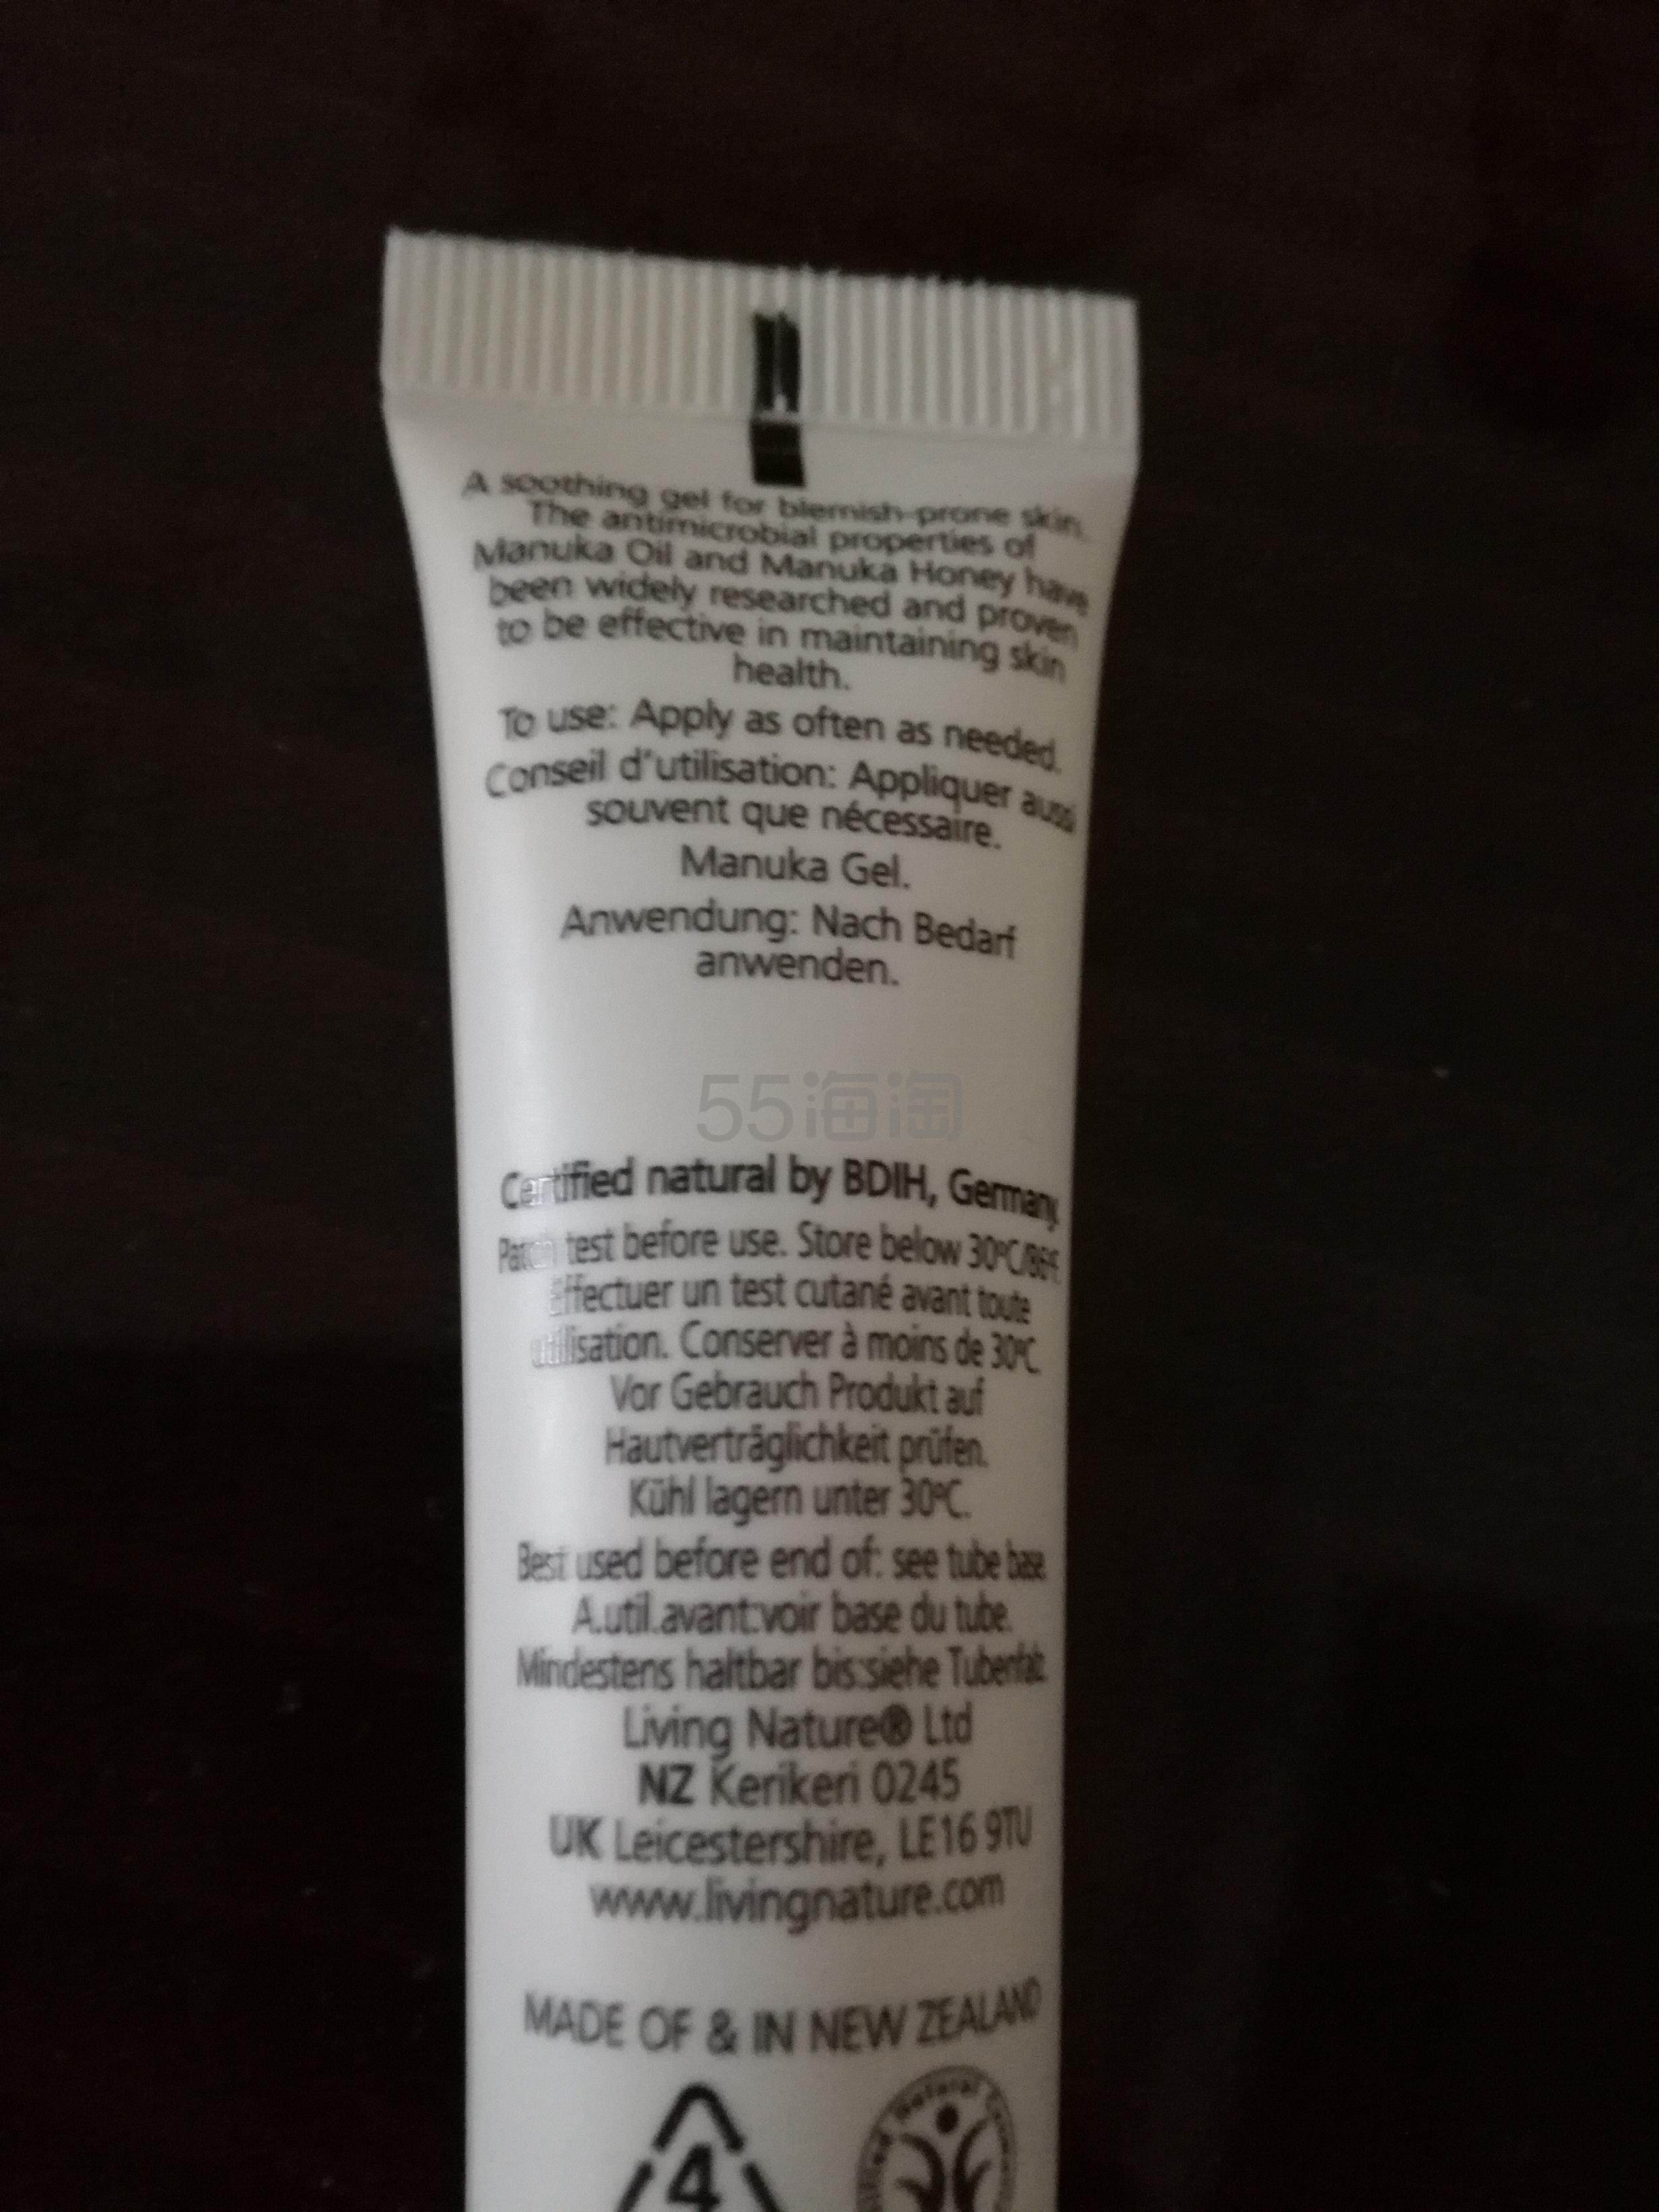 A soothing gel for blemish-prone skin.
The antimicrobial properties of
Manuka Oil and Manuka Honey have
been widely researched and proven
to be effective in maintaining skin
health.
To use: Apply as often as needed.
Conseil d'utilisation: Appliquer aussi
souvent que nécessaire.
Manuka Gel.
Anwendung: Nach Bedarf
anwenden.
55海淘
Certified natural by BDIH, Germany.
Patch test before use. Store below 30ºC/86ºF.
Effectuer un test cutané avant toute
utilisation. Conserver à moins de 30ºC.
Vor Gebrauch Produkt auf
Hautverträglichkeit prüfen.
Kühl lagern unter 30ºC.
Best used before end of: see tube base.
A.util.avant:voir base du tube.
Mindestens haltbar bis:siehe Tubenfalz.
Living Nature® Ltd
NZ Kerikeri 0245
UK Leicestershire, LE16 9TU
www.livingnature.com
MADE OF & IN NEW ZEALAND
4
Natural